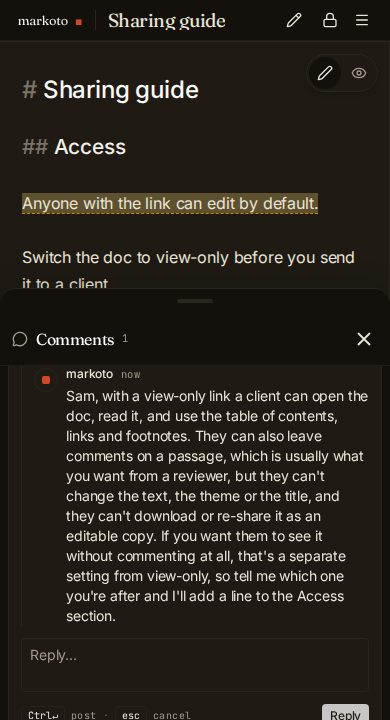 markoto
Sharing guide
# Sharing guide
## Access
Anyone with the link can edit by default.
Switch the doc to view-only before you send
it to a client
Comments 1
markoto now
Sam, with a view-only link a client can open the
doc, read it, and use the table of contents,
links and footnotes. They can also leave
comments on a passage, which is usually what
you want from a reviewer, but they can't
change the text, the theme or the title, and
they can't download or re-share it as an
editable copy. If you want them to see it
without commenting at all, that's a separate
setting from view-only, so tell me which one
you're after and I'll add a line to the Access
section.
Reply...
Ctrl↵ post · esc cancel
Reply